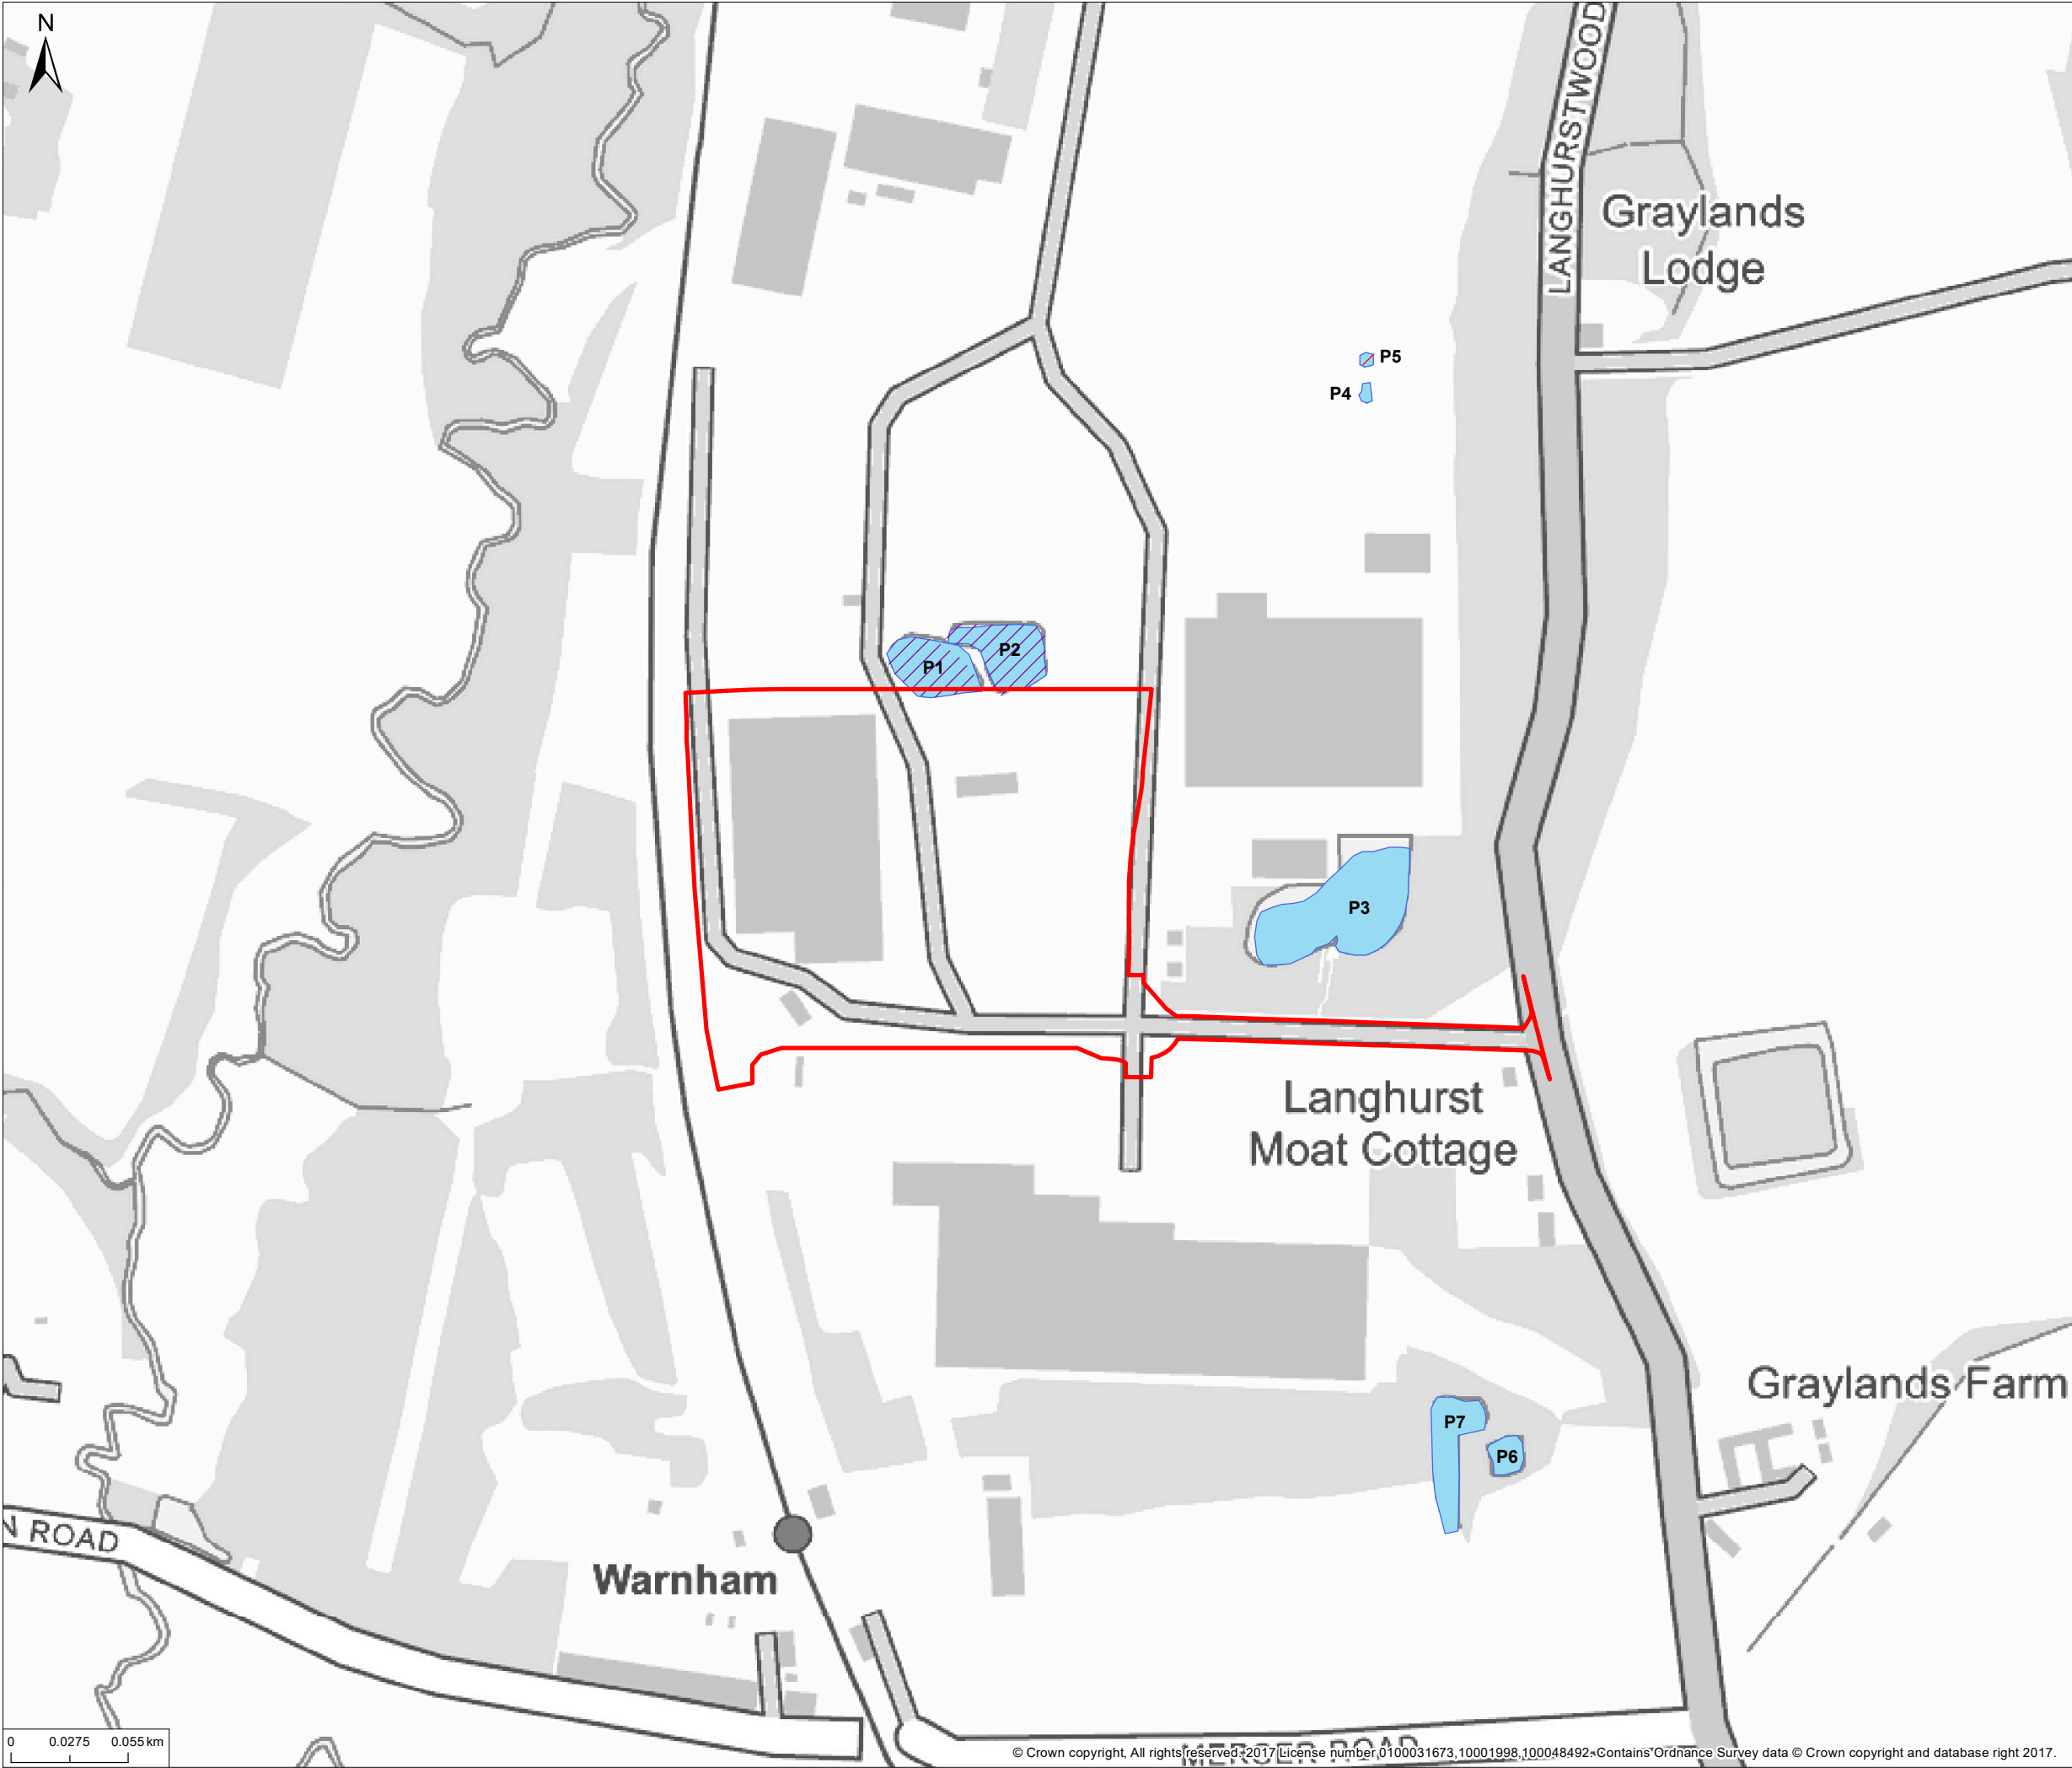 N
LANGHURSTWOOD
Graylands
Lodge
P5
P4
P1
P2
P3
Langhurst
Moat Cottage
Graylands Farm
P7
P6
N ROAD
Warnham
MERCER ROAD
0 0.0275 0.055 km
© Crown copyright, All rights reserved. 2017 License number 0100031673,10001998,100048492. Contains Ordnance Survey data © Crown copyright and database right 2017.